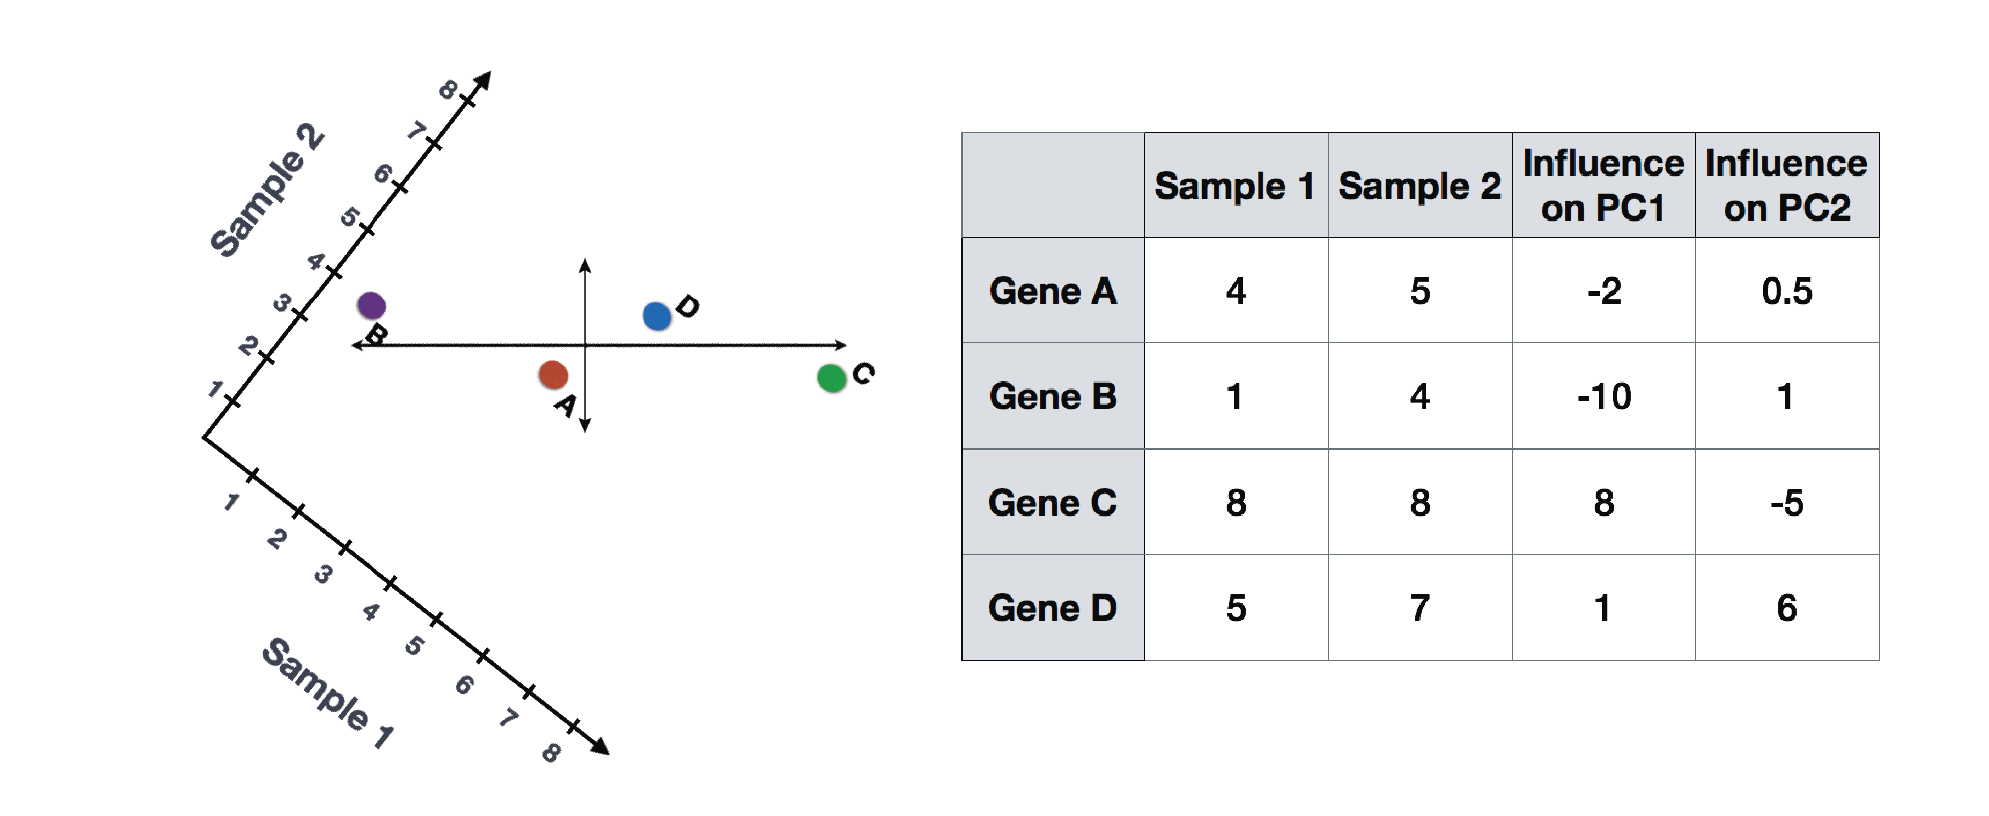 Sample 2
8
7
6
5
4
3
2
1
B
D
A
C
1
2
3
4
5
6
7
8
Sample 1
Sample 1 Sample 2 Influence on PC1 Influence on PC2
Gene A 4 5 -2 0.5
Gene B 1 4 -10 1
Gene C 8 8 8 -5
Gene D 5 7 1 6